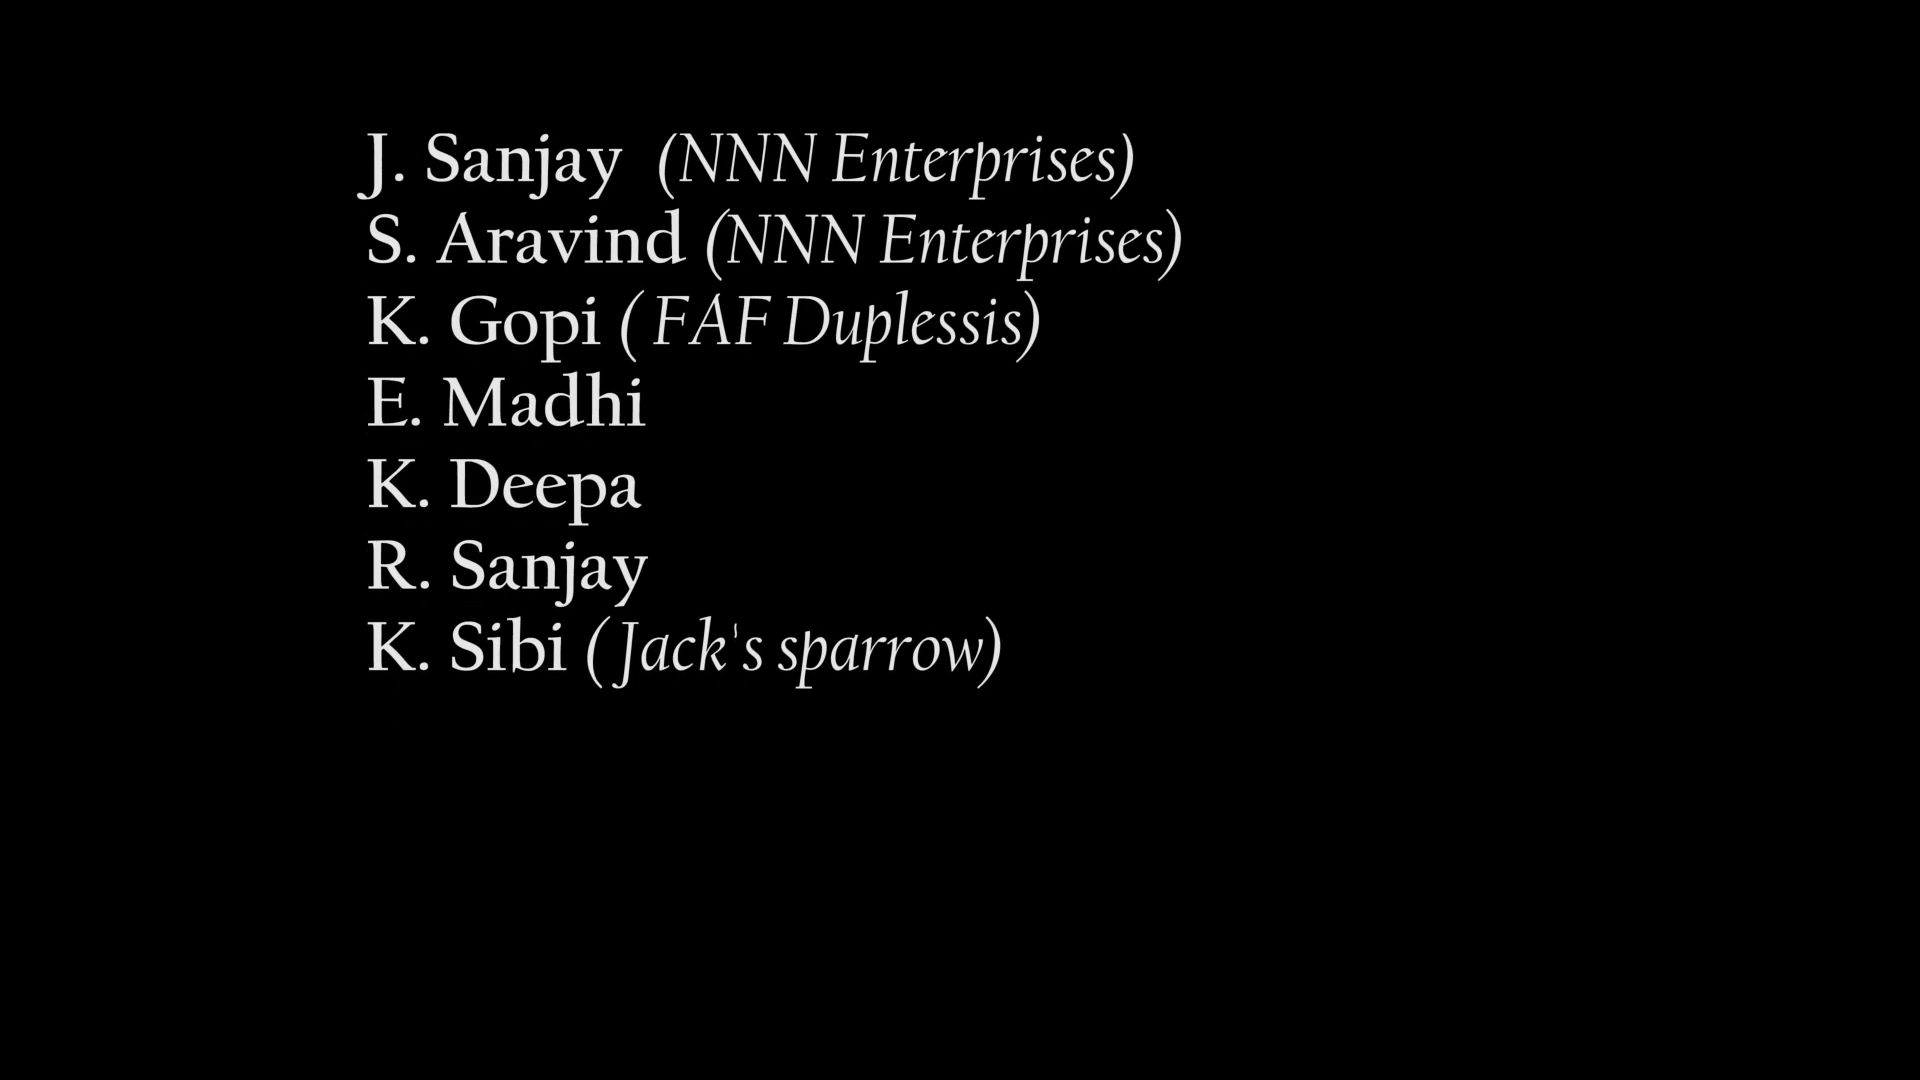 J. Sanjay (NNN Enterprises)
S. Aravind (NNN Enterprises)
K. Gopi ( FAF Duplessis)
E. Madhi
K. Deepa
R. Sanjay
K. Sibi ( Jack's sparrow)